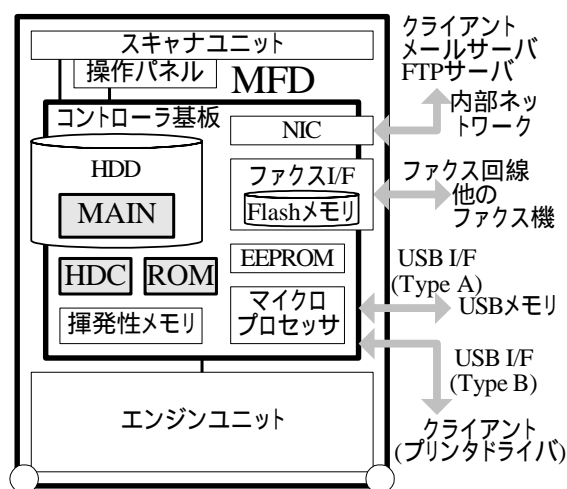 スキャナユニット
操作パネル
MFD
コントローラ基板
NIC
HDD
MAIN
ファクスI/F
Flashメモリ
HDC
ROM
EEPROM
揮発性メモリ
マイクロ
プロセッサ
エンジンユニット
クライアント
メールサーバ
FTPサーバ
内部ネッ
トワーク
ファクス回線
他の
ファクス機
USB I/F
(Type A)
USBメモリ
USB I/F
(Type B)
クライアント
(プリンタドライバ)